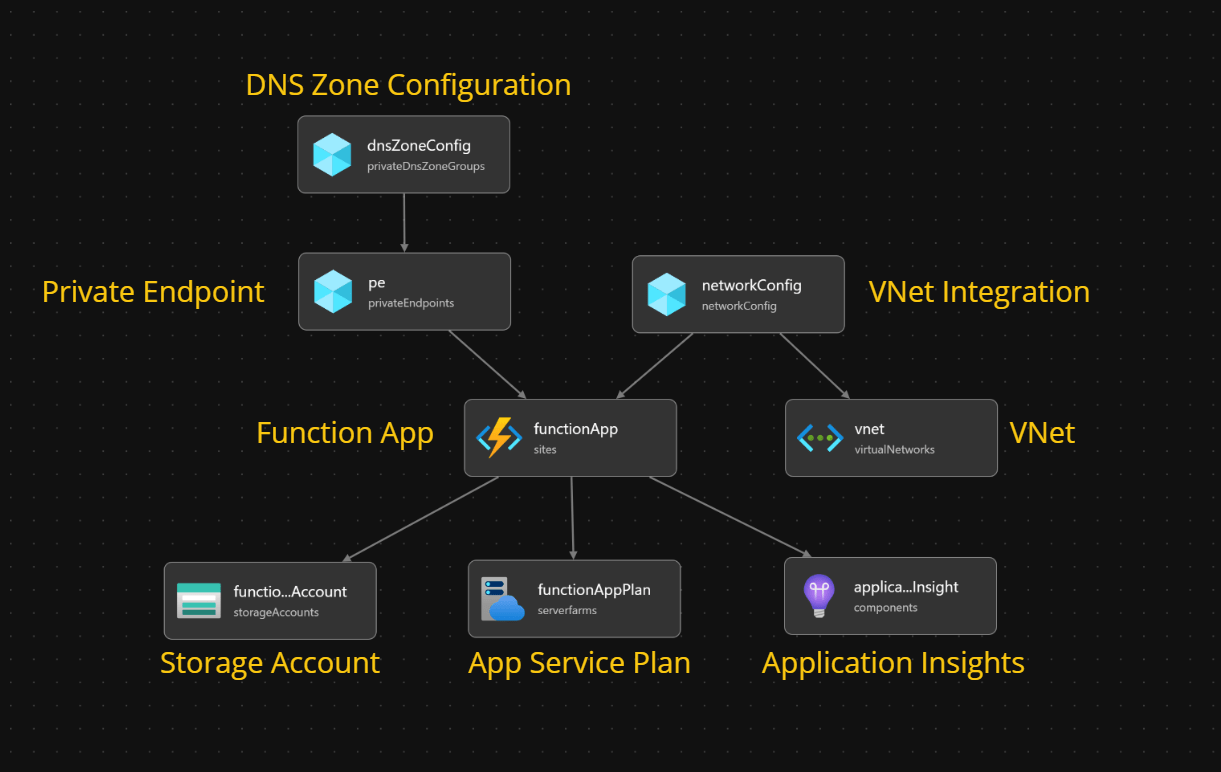 DNS Zone Configuration
dnsZoneConfig
privateDnsZoneGroups
Private Endpoint
pe
privateEndpoints
networkConfig
networkConfig
VNet Integration
Function App
functionApp
sites
vnet
virtualNetworks
VNet
functio...Account
storageAccounts
functionAppPlan
serverfarms
applica...Insight
components
Storage Account
App Service Plan
Application Insights